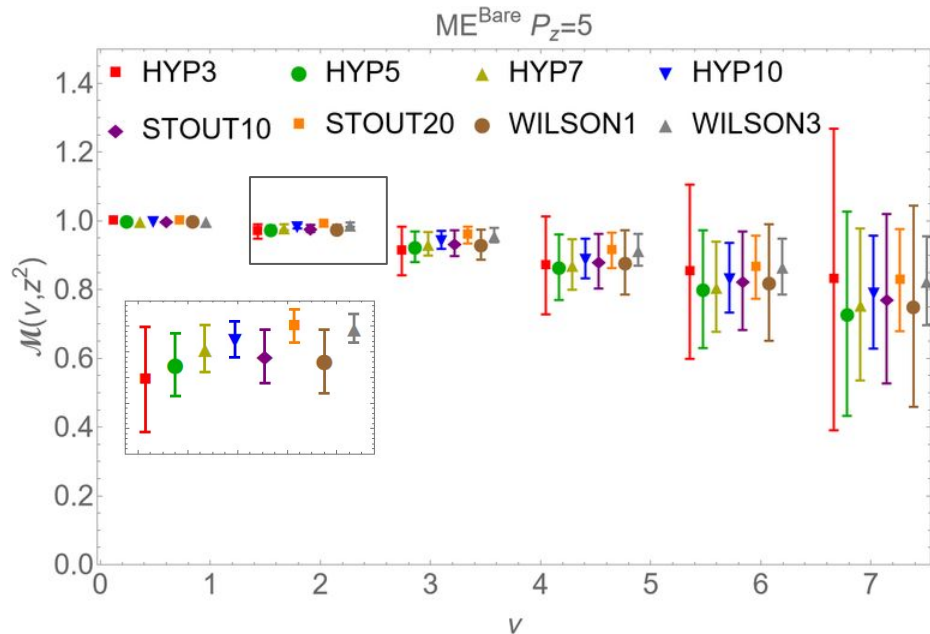 ME^Bare P_z=5
HYP3 HYP5 HYP7 HYP10
STOUT10 STOUT20 WILSON1 WILSON3
1.4
1.2
1.0
0.8
0.6
0.4
0.2
0.0
ℳ(ν,z²)
0 1 2 3 4 5 6 7
ν